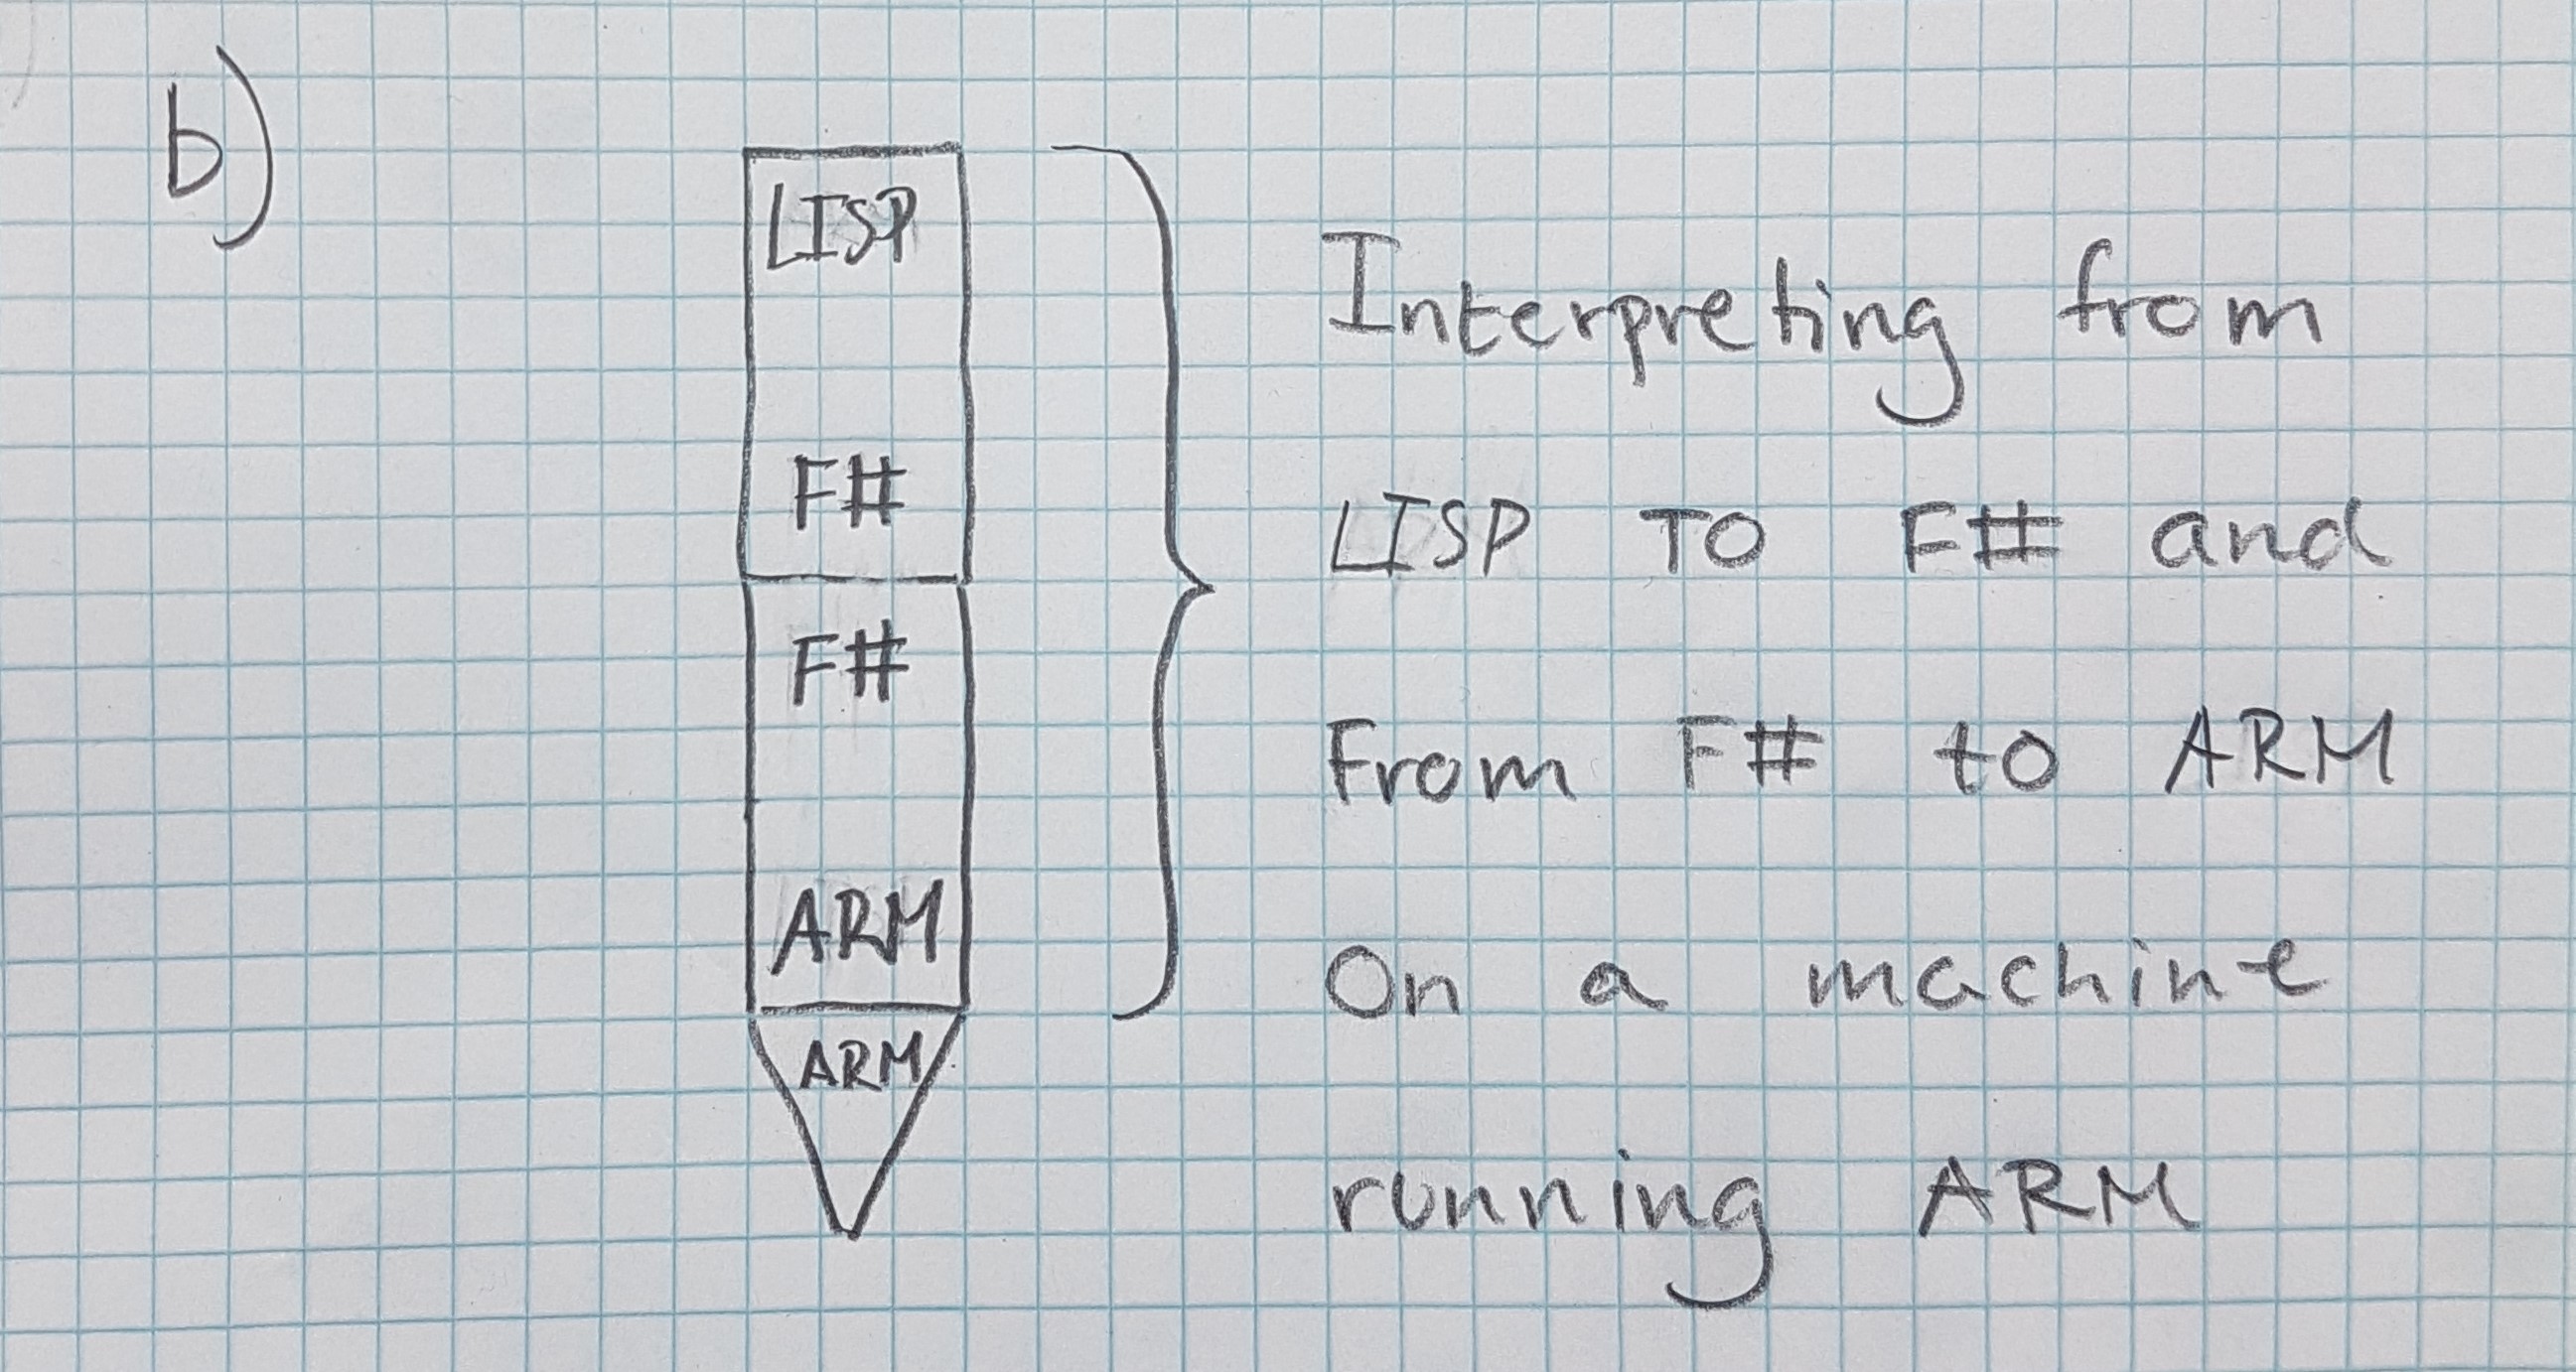 b)
LISP
F#
F#
ARM
ARM
Interpreting from
LISP TO F# and
From F# to ARM
On a machine
running ARM